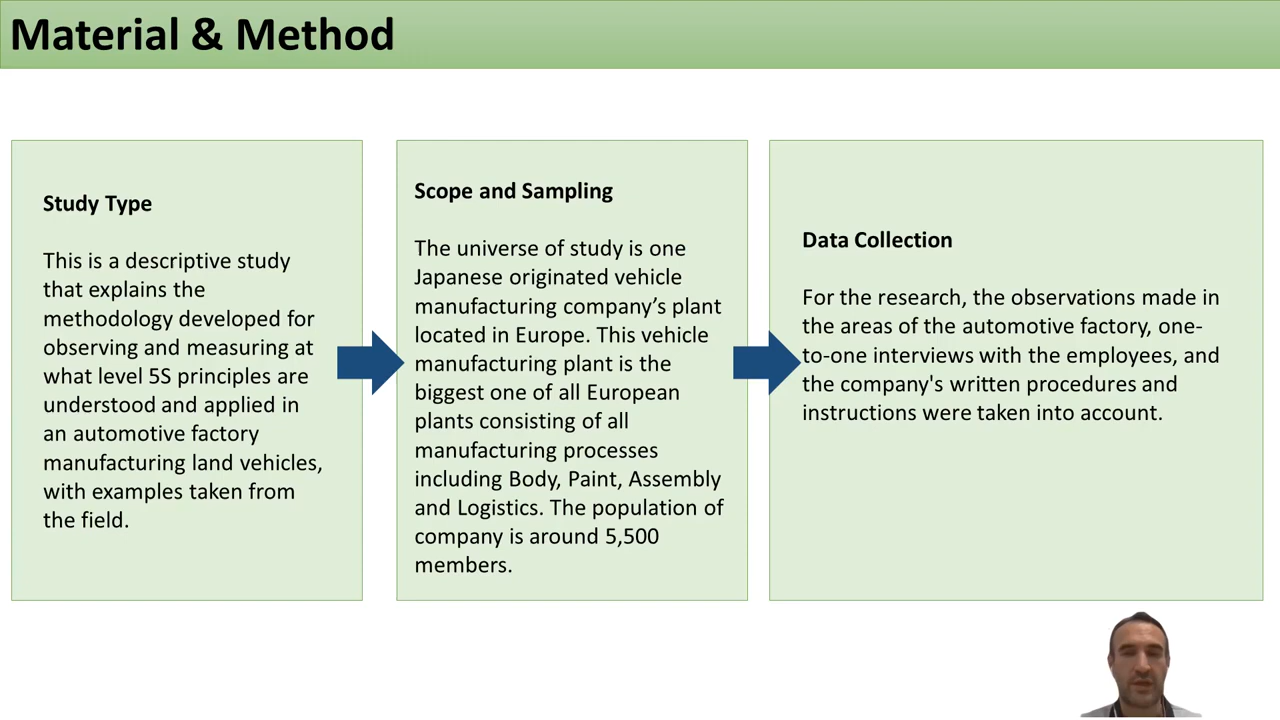 Material & Method
Study Type
This is a descriptive study
that explains the
methodology developed for
observing and measuring at
what level 5S principles are
understood and applied in
an automotive factory
manufacturing land vehicles,
with examples taken from
the field.
Scope and Sampling
The universe of study is one
Japanese originated vehicle
manufacturing company’s plant
located in Europe. This vehicle
manufacturing plant is the
biggest one of all European
plants consisting of all
manufacturing processes
including Body, Paint, Assembly
and Logistics. The population of
company is around 5,500
members.
Data Collection
For the research, the observations made in
the areas of the automotive factory, one-
to-one interviews with the employees, and
the company's written procedures and
instructions were taken into account.